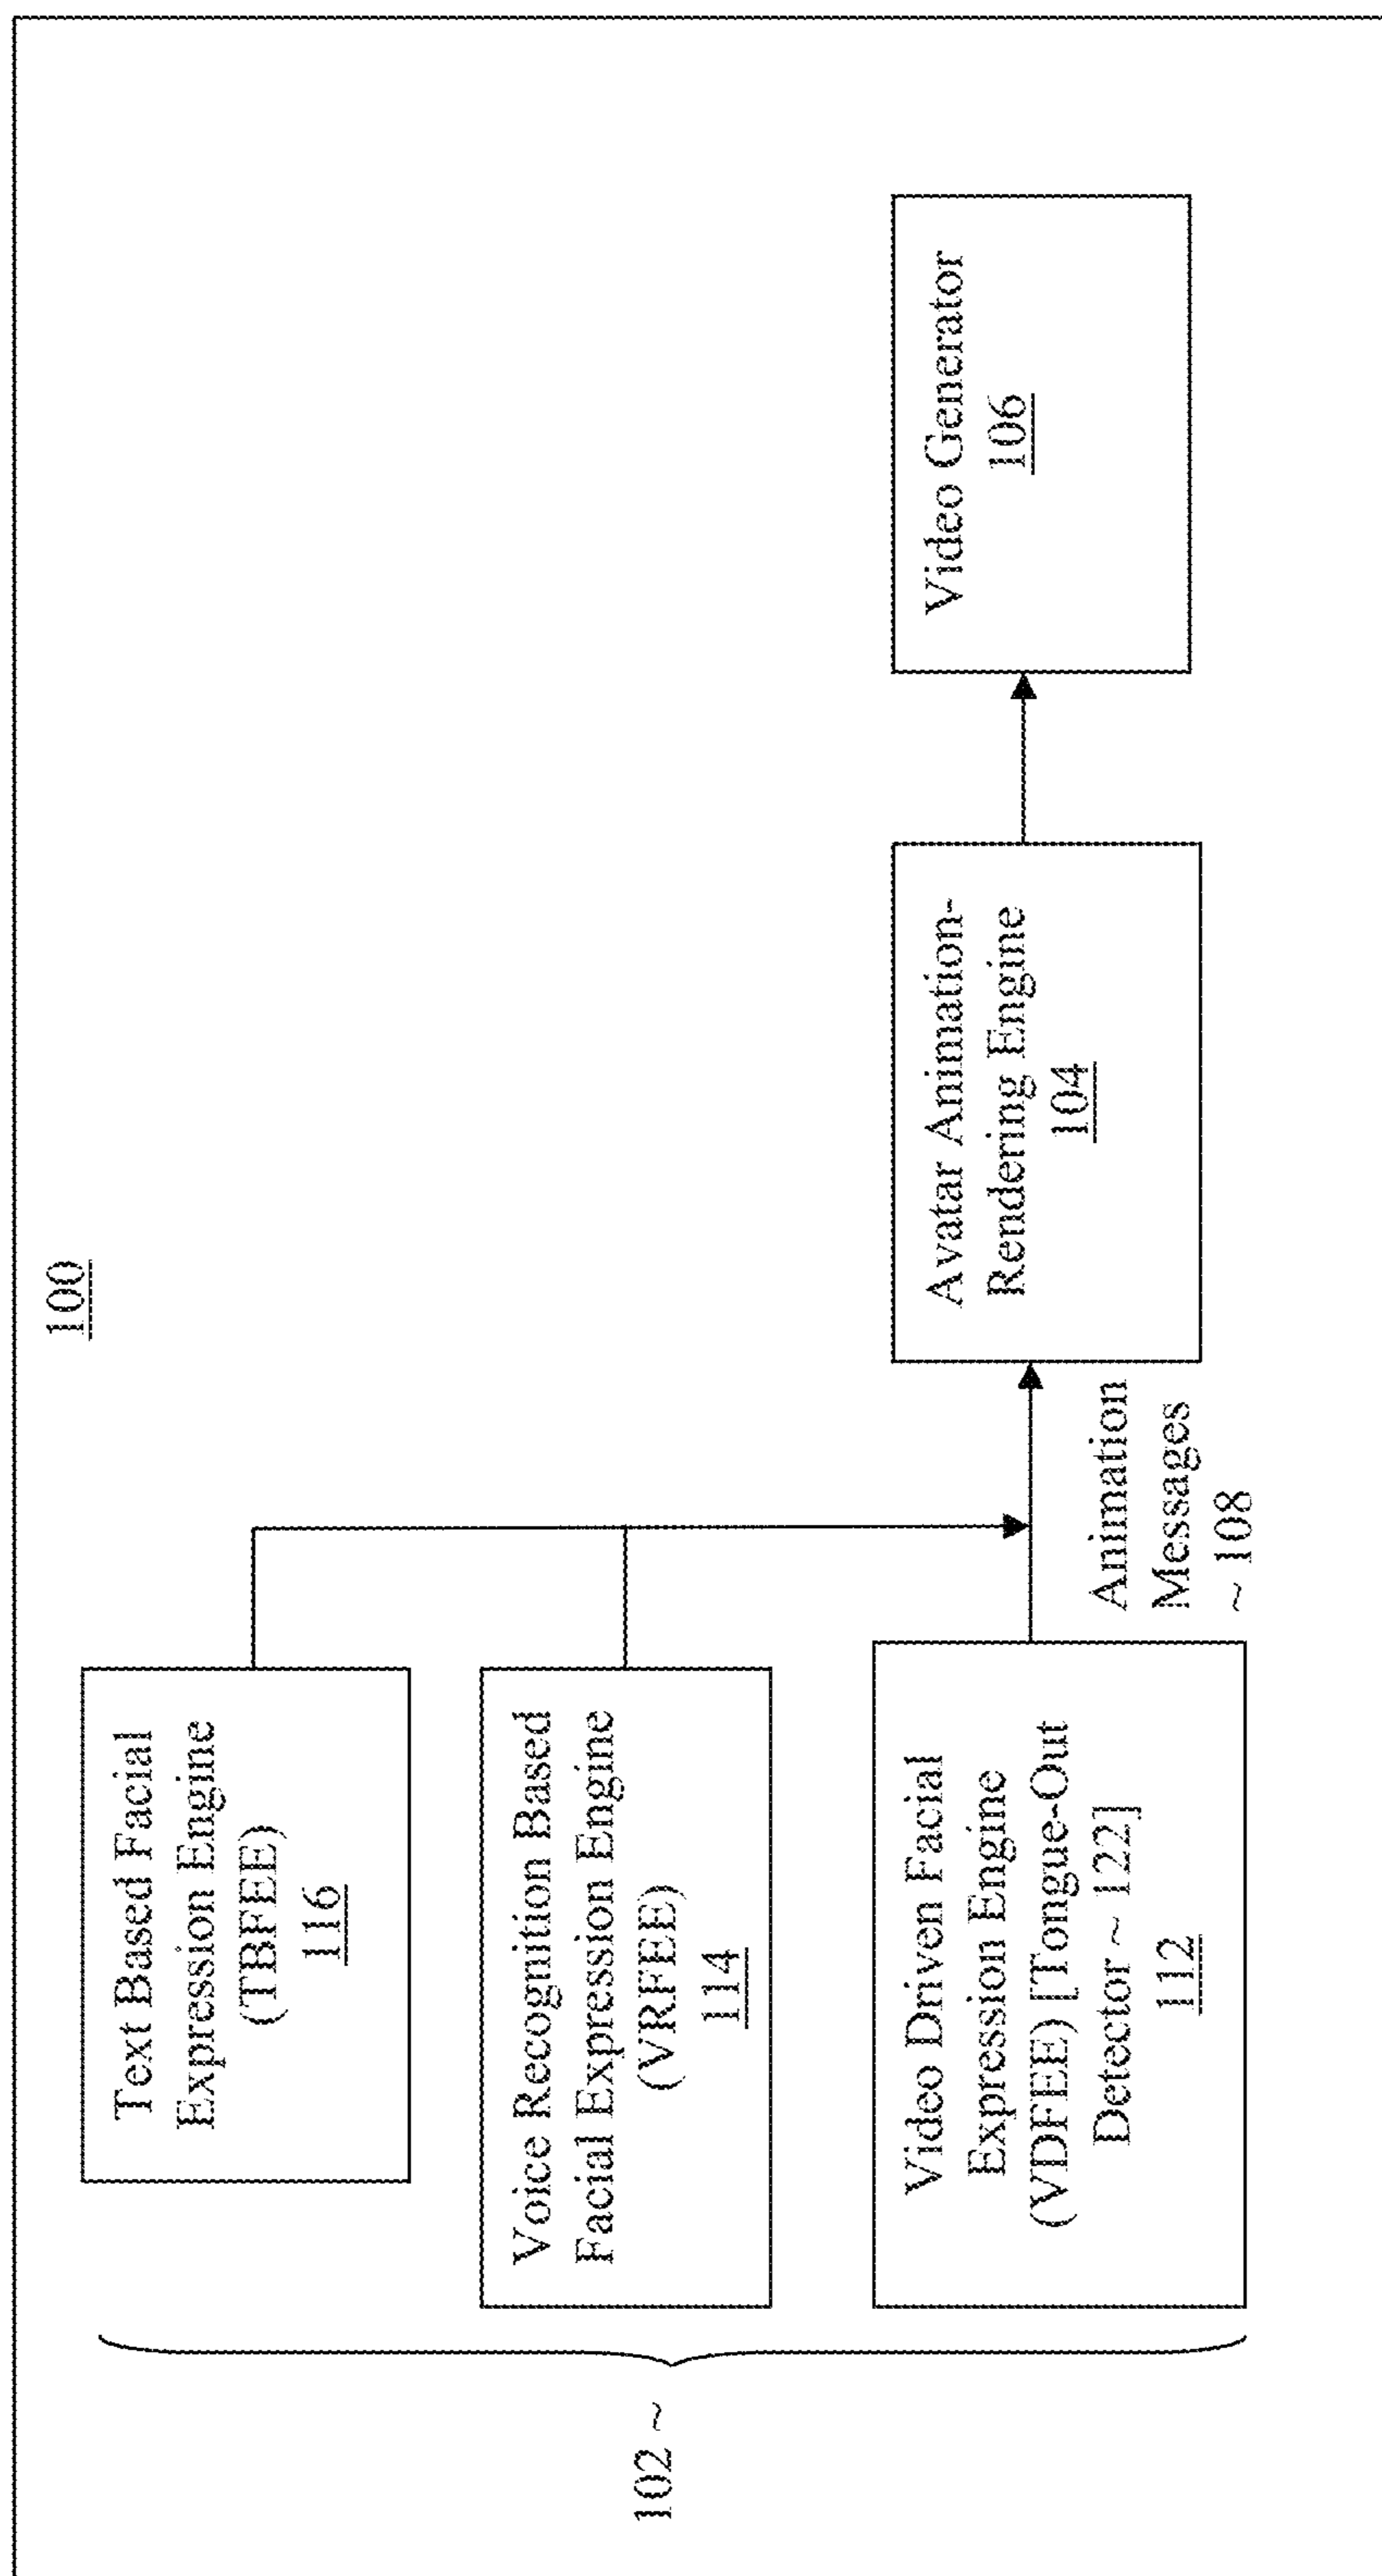 100
Text Based Facial
Expression Engine
(TBFEE)
116
Voice Recognition Based
Facial Expression Engine
(VRFEE)
114
Video Driven Facial
Expression Engine
(VDFEE) [Tongue-Out
Detector ~ 122]
112
102 ~
Animation
Messages
~ 108
Avatar Animation-
Rendering Engine
104
Video Generator
106